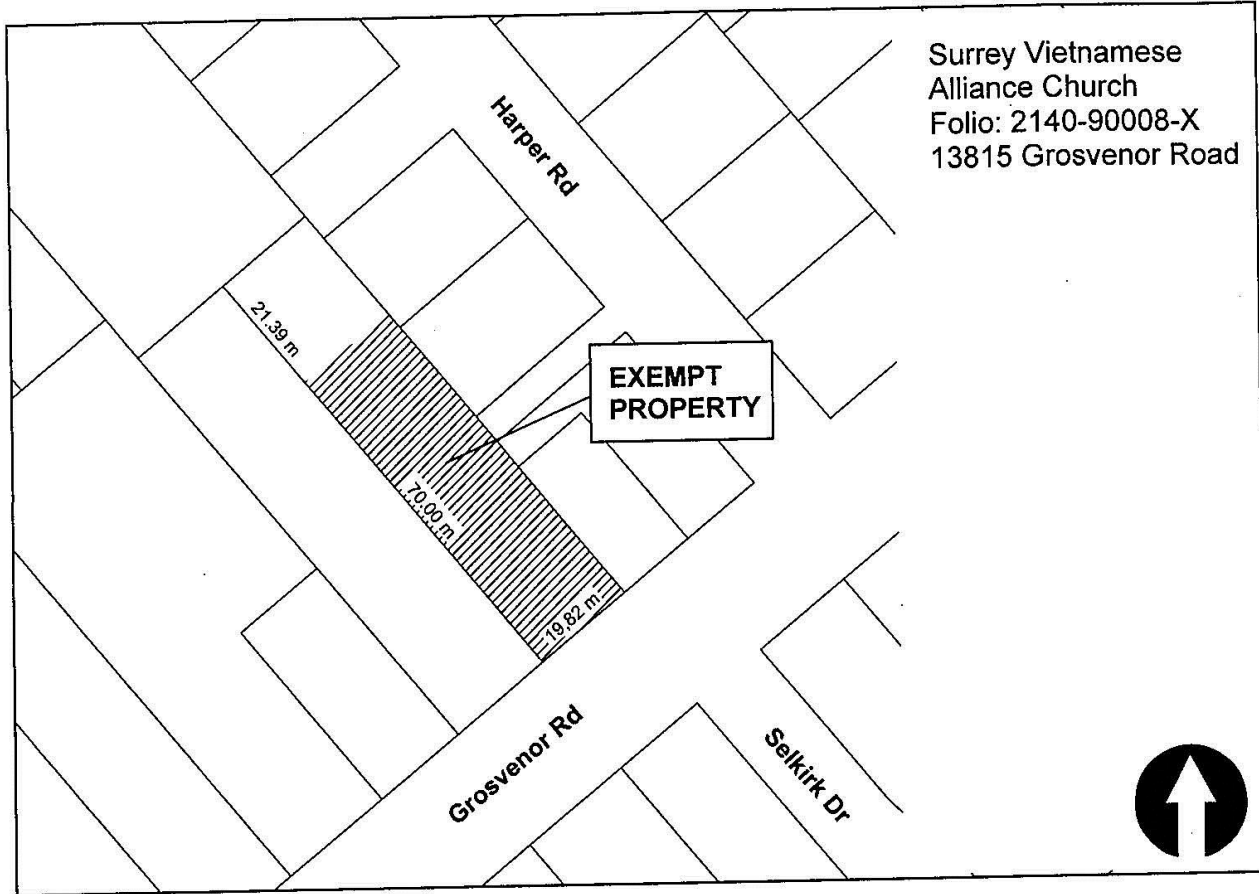 Surrey Vietnamese
Alliance Church
Folio: 2140-90008-X
13815 Grosvenor Road
Harper Rd
21.39 m
EXEMPT
PROPERTY
70.00 m
19.82 m
Grosvenor Rd
Selkirk Dr